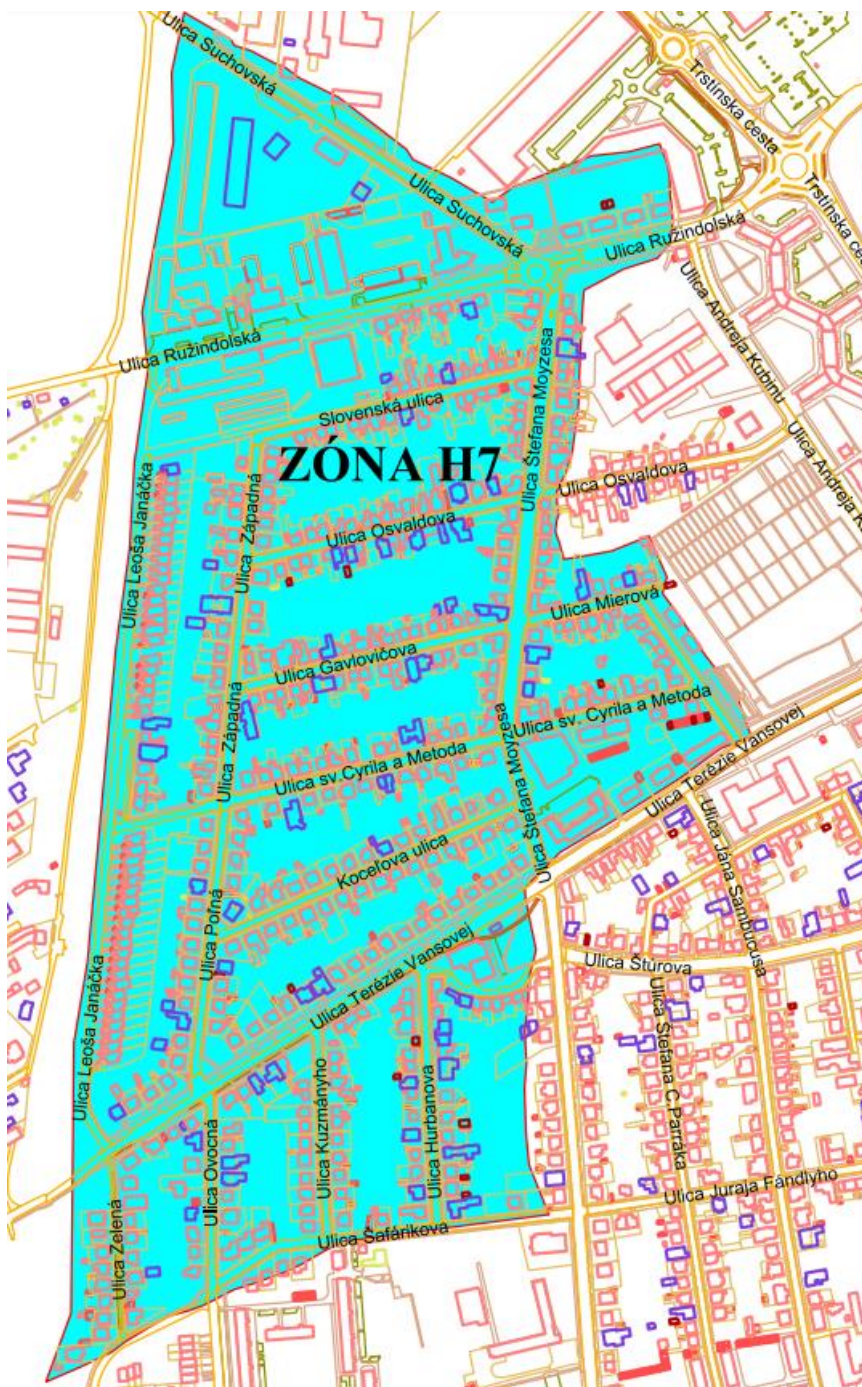 Ulica Suchovská
Trstínska cesta
Trstínska ces
Ulica Suchovská
Ulica Ružindolská
Ulica Andreja Kubinu
Ulica Ružindolská
Ulica Štefana Moyzesa
Slovenská ulica
ZÓNA H7
Ulica Andreja K
Ulica Osvaldova
Ulica Leoša Janáčka
Ulica Západná
Ulica Osvaldova
Ulica Mierová
Ulica Gavlovičova
Ulica Západná
Ulica sv. Cyrila a Metoda
Ulica Štefana Moyzesa
Ulica sv.Cyrila a Metoda
Ulica Terézie Vansovej
Ulica Jána Sambucusa
Koceľova ulica
Ulica Poľná
Ulica Terézie Vansovej
Ulica Štúrova
Ulica Leoša Janáčka
Ulica Štefana C.Parráka
Ulica Kuzmányho
Ulica Hurbanova
Ulica Ovocná
Ulica Juraja Fándlyho
Ulica Zelená
Ulica Šafárikova